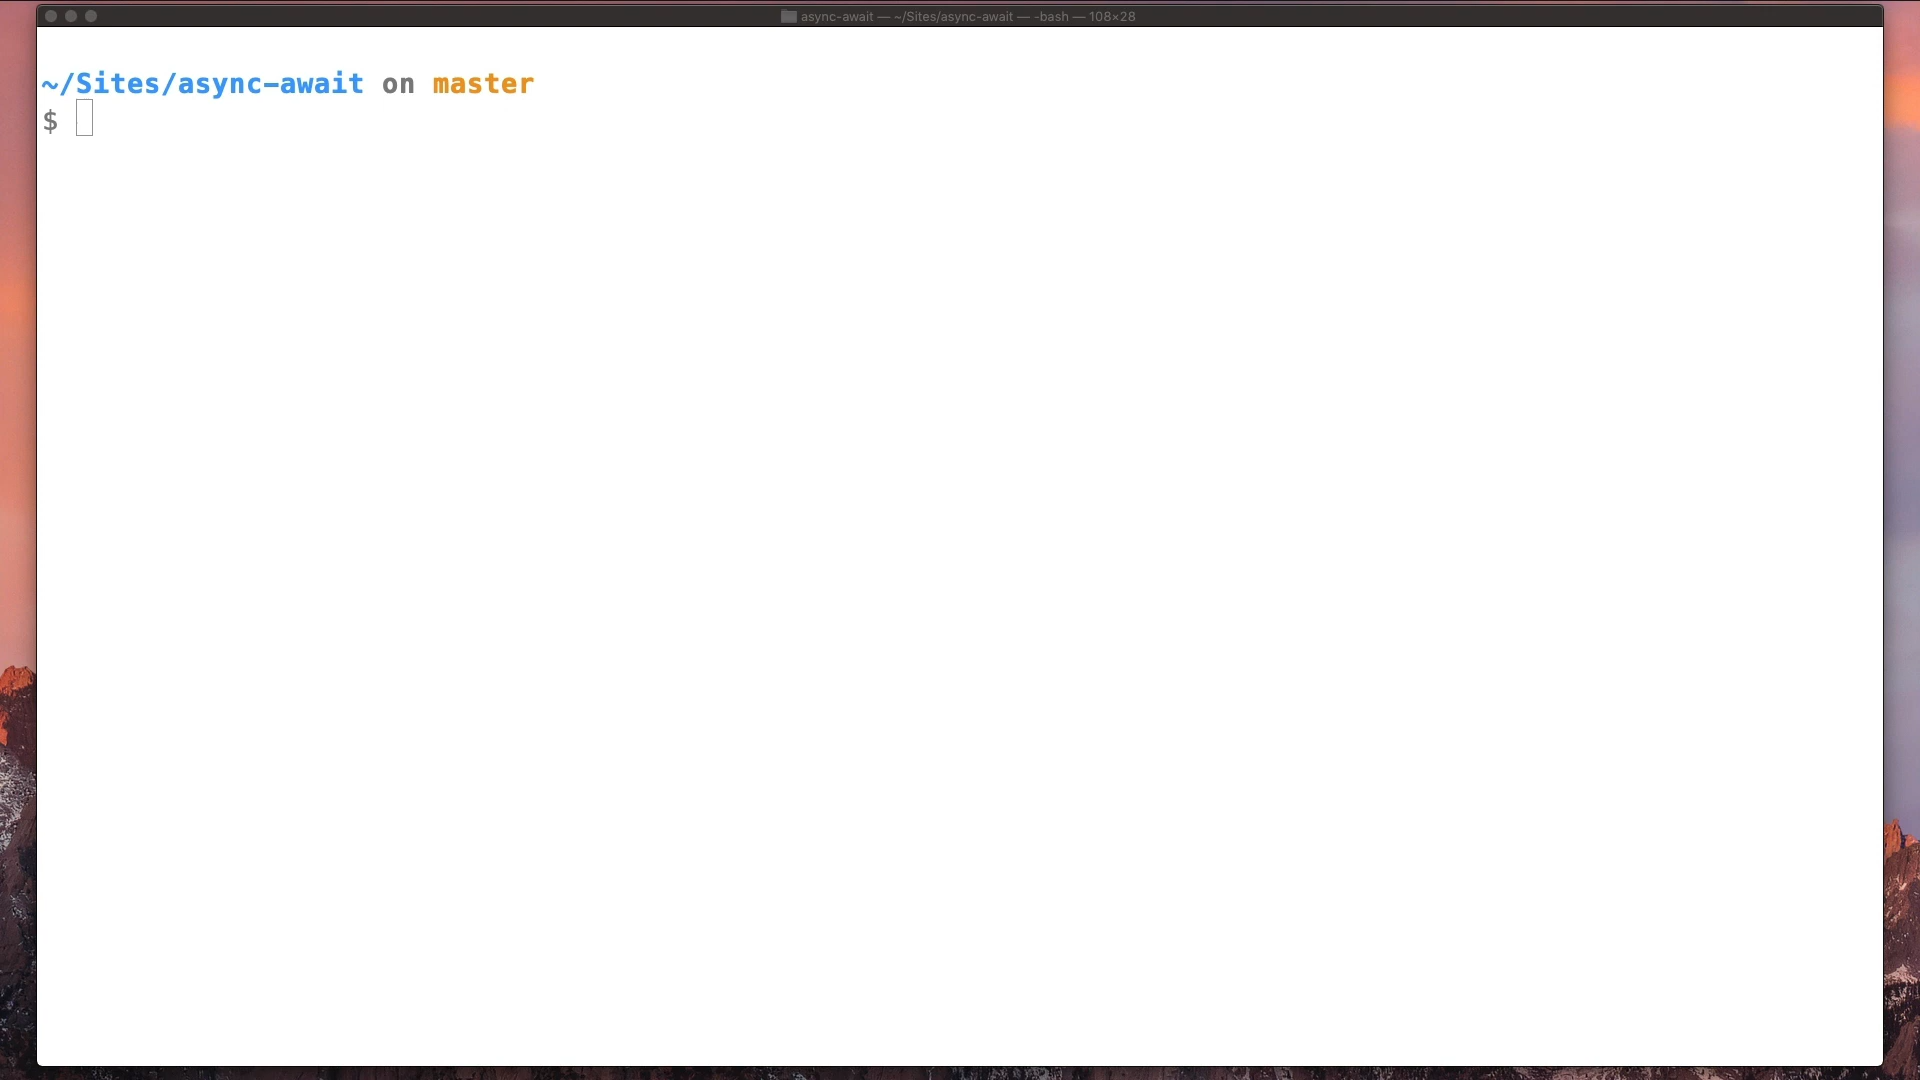 async-await — ~/Sites/async-await — -bash — 108×28
~/Sites/async-await on master
$